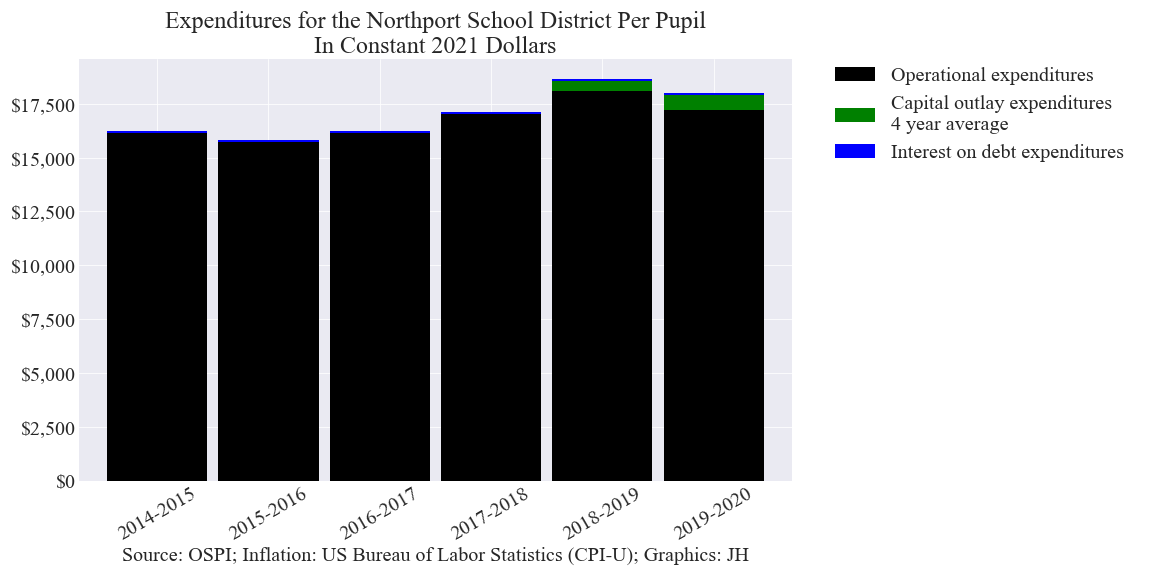 Expenditures for the Northport School District Per Pupil
In Constant 2021 Dollars
$17,500
$15,000
$12,500
$10,000
$7,500
$5,000
$2,500
$0
2014-2015
2015-2016
2016-2017
2017-2018
2018-2019
2019-2020
Source: OSPI; Inflation: US Bureau of Labor Statistics (CPI-U); Graphics: JH
Operational expenditures
Capital outlay expenditures
4 year average
Interest on debt expenditures